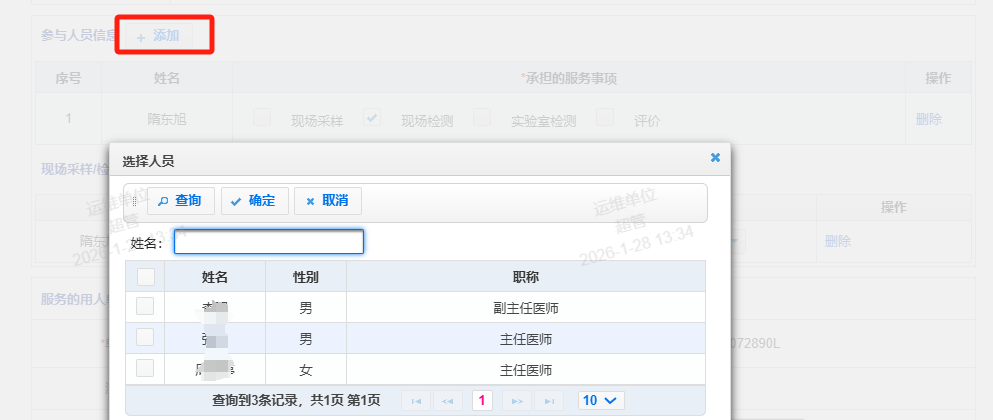 参与人员信息
添加
序号 姓名 *承担的服务事项 操作
1 隋东旭 现场采样 现场检测 实验室检测 评价 删除
现场采样/检
选择人员
操作
查询 确定 取消
运维单位
超管
2026-1-28 13:34
运维单位
超管
2026-1-28 13:34
隋东
删除
姓名：
姓名 性别 职称
服务的用人
男 副主任医师
男 主任医师
072890L
女 主任医师
查询到3条记录，共1页 第1页 1 10